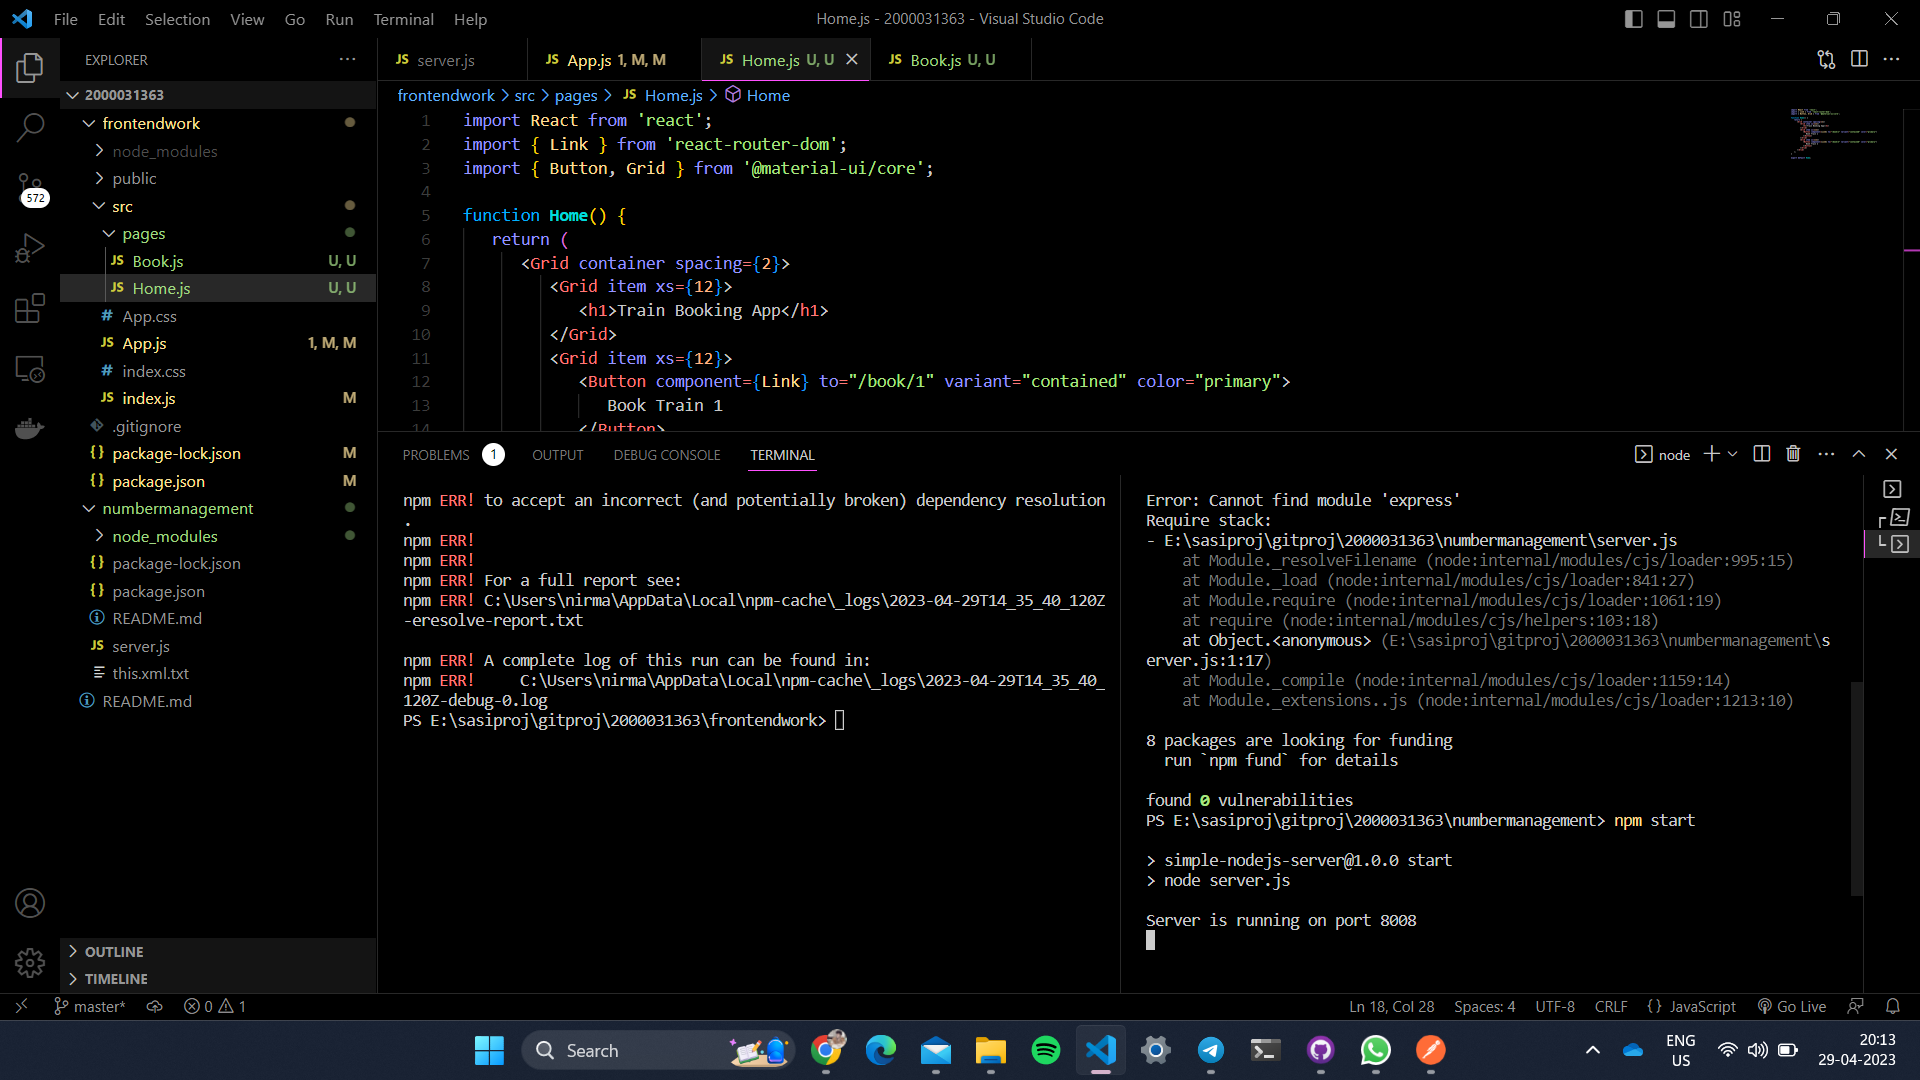 File Edit Selection View Go Run Terminal Help
Home.js - 2000031363 - Visual Studio Code
EXPLORER
2000031363
frontendwork
node_modules
public
src
pages
JS Book.js U, U
JS Home.js U, U
# App.css
JS App.js 1, M, M
# index.css
JS index.js M
.gitignore
{} package-lock.json M
{} package.json M
numbermanagement
node_modules
{} package-lock.json
{} package.json
README.md
JS server.js
this.xml.txt
README.md
OUTLINE
TIMELINE
572
JS server.js
JS App.js 1, M, M
JS Home.js U, U
JS Book.js U, U
frontendwork > src > pages > JS Home.js > Home
1 import React from 'react';
2 import { Link } from 'react-router-dom';
3 import { Button, Grid } from '@material-ui/core';
4
5 function Home() {
6 return (
7 <Grid container spacing={2}>
8 <Grid item xs={12}>
9 <h1>Train Booking App</h1>
10 </Grid>
11 <Grid item xs={12}>
12 <Button component={Link} to="/book/1" variant="contained" color="primary">
13 Book Train 1
14 </Button>
PROBLEMS 1 OUTPUT DEBUG CONSOLE TERMINAL
node
npm ERR! to accept an incorrect (and potentially broken) dependency resolution
.
npm ERR!
npm ERR!
npm ERR! For a full report see:
npm ERR! C:\Users\nirma\AppData\Local\npm-cache\_logs\2023-04-29T14_35_40_120Z
-eresolve-report.txt
npm ERR! A complete log of this run can be found in:
npm ERR!     C:\Users\nirma\AppData\Local\npm-cache\_logs\2023-04-29T14_35_40_
120Z-debug-0.log
PS E:\sasiproj\gitproj\2000031363\frontendwork>
Error: Cannot find module 'express'
Require stack:
- E:\sasiproj\gitproj\2000031363\numbermanagement\server.js
at Module._resolveFilename (node:internal/modules/cjs/loader:995:15)
at Module._load (node:internal/modules/cjs/loader:841:27)
at Module.require (node:internal/modules/cjs/loader:1061:19)
at require (node:internal/modules/cjs/helpers:103:18)
at Object.<anonymous> (E:\sasiproj\gitproj\2000031363\numbermanagement\s
erver.js:1:17)
at Module._compile (node:internal/modules/cjs/loader:1159:14)
at Module._extensions..js (node:internal/modules/cjs/loader:1213:10)
8 packages are looking for funding
run `npm fund` for details
found 0 vulnerabilities
PS E:\sasiproj\gitproj\2000031363\numbermanagement> npm start
> simple-nodejs-server@1.0.0 start
> node server.js
Server is running on port 8008
master* 0 1
Ln 18, Col 28 Spaces: 4 UTF-8 CRLF {} JavaScript Go Live
Search
ENG
US
20:13
29-04-2023